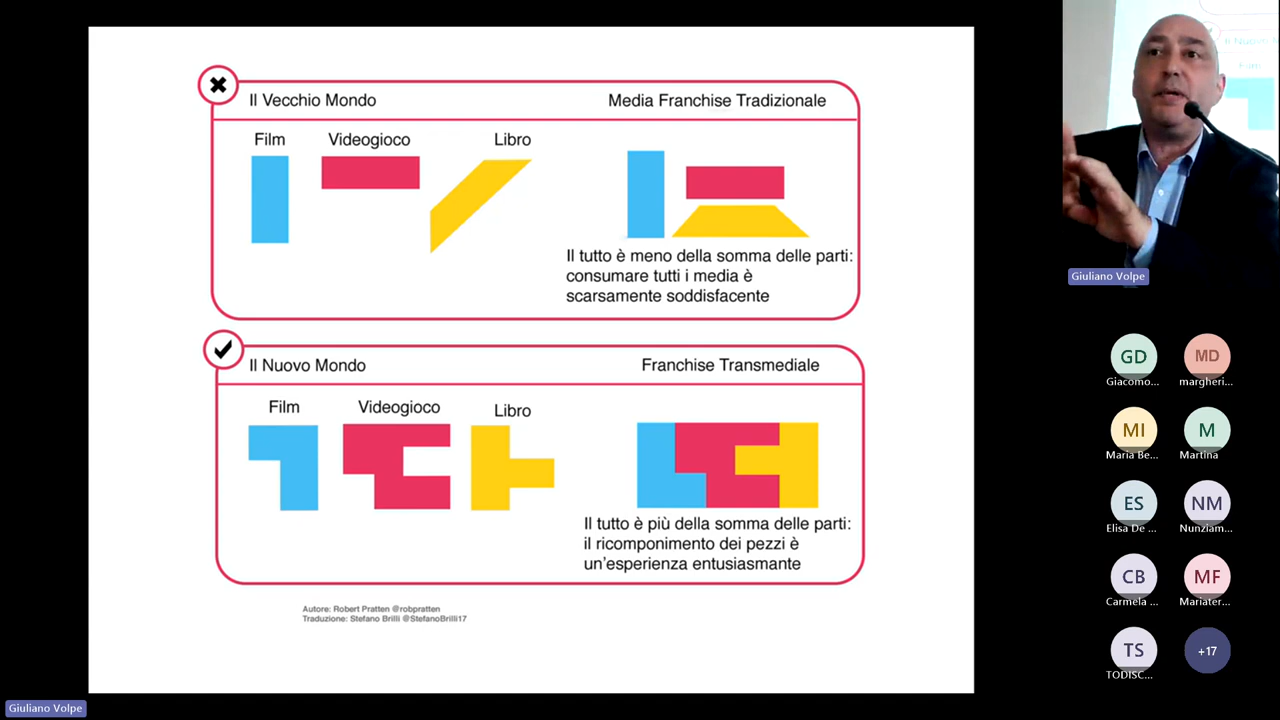 Il Vecchio Mondo
Media Franchise Tradizionale
Film
Videogioco
Libro
Il tutto è meno della somma delle parti:
consumare tutti i media è
scarsamente soddisfacente
Il Nuovo Mondo
Franchise Transmediale
Film
Videogioco
Libro
Il tutto è più della somma delle parti:
il ricomponimento dei pezzi è
un'esperienza entusiasmante
Autore: Robert Pratten @robpratten
Traduzione: Stefano Brilli @StefanoBrilli17
Giuliano Volpe
Giuliano Volpe
GD
Giacomo...
MD
margheri...
MI
Maria Be...
M
Martina
ES
Elisa De ...
NM
Nunziam...
CB
Carmela ...
MF
Mariater...
TS
TODISC...
+17